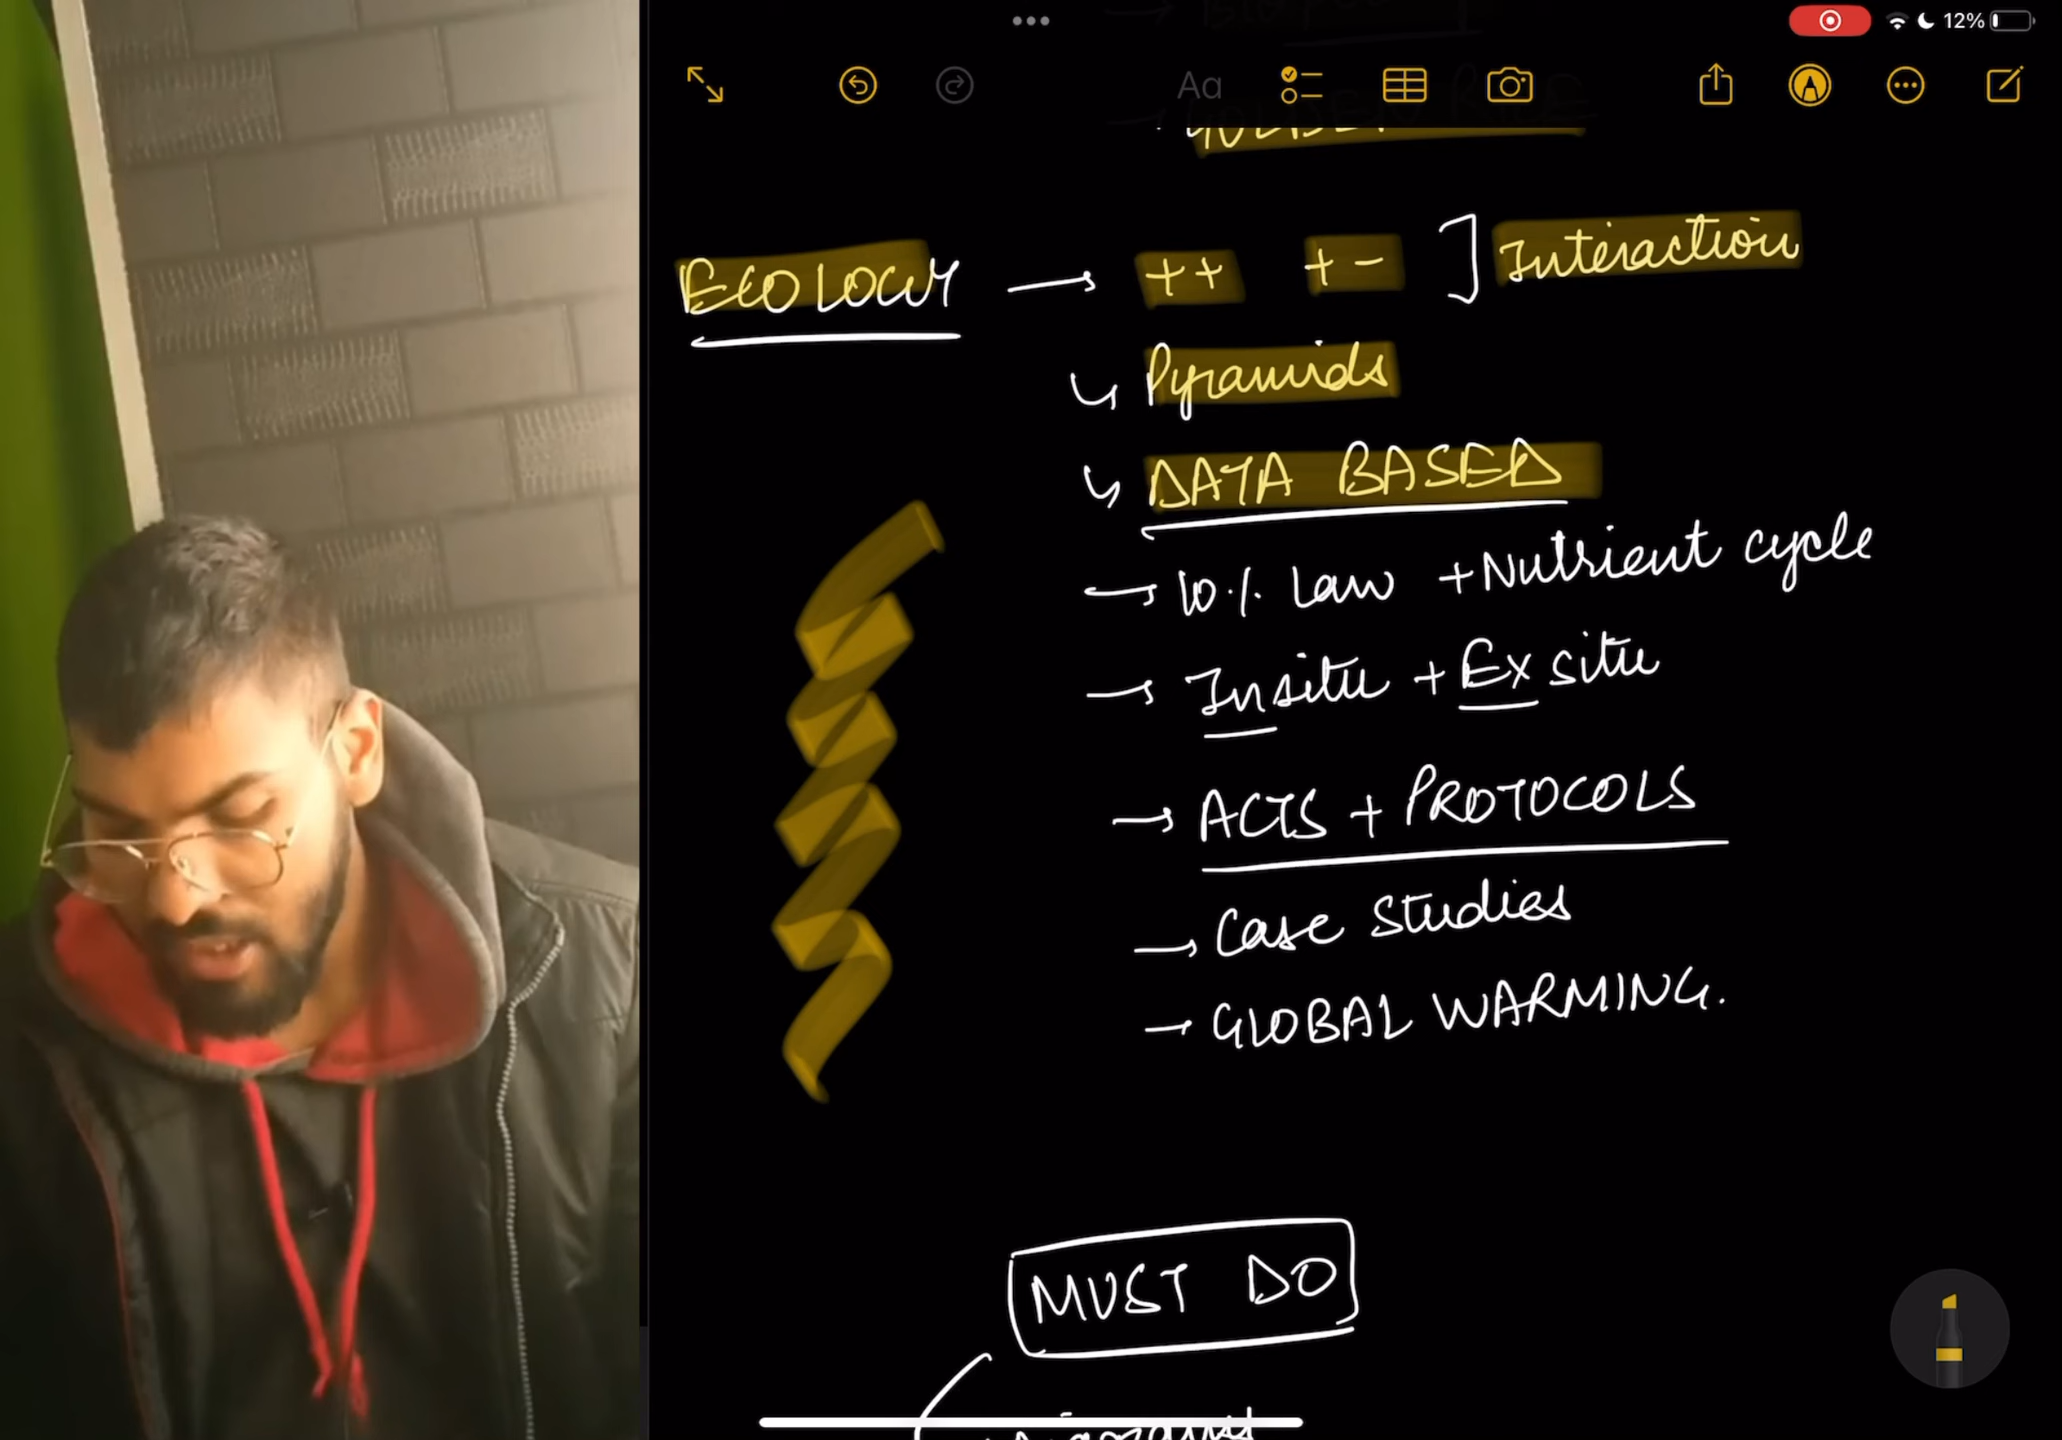 12%
Aa
ECOLOGY → ++ +- ] Interaction
↳ Pyramids
↳ DATA BASED
→ 10% Law + Nutrient cycle
→ Insitu + Ex situ
→ ACTS + PROTOCOLS
→ Case Studies
→ GLOBAL WARMING.
MUST DO